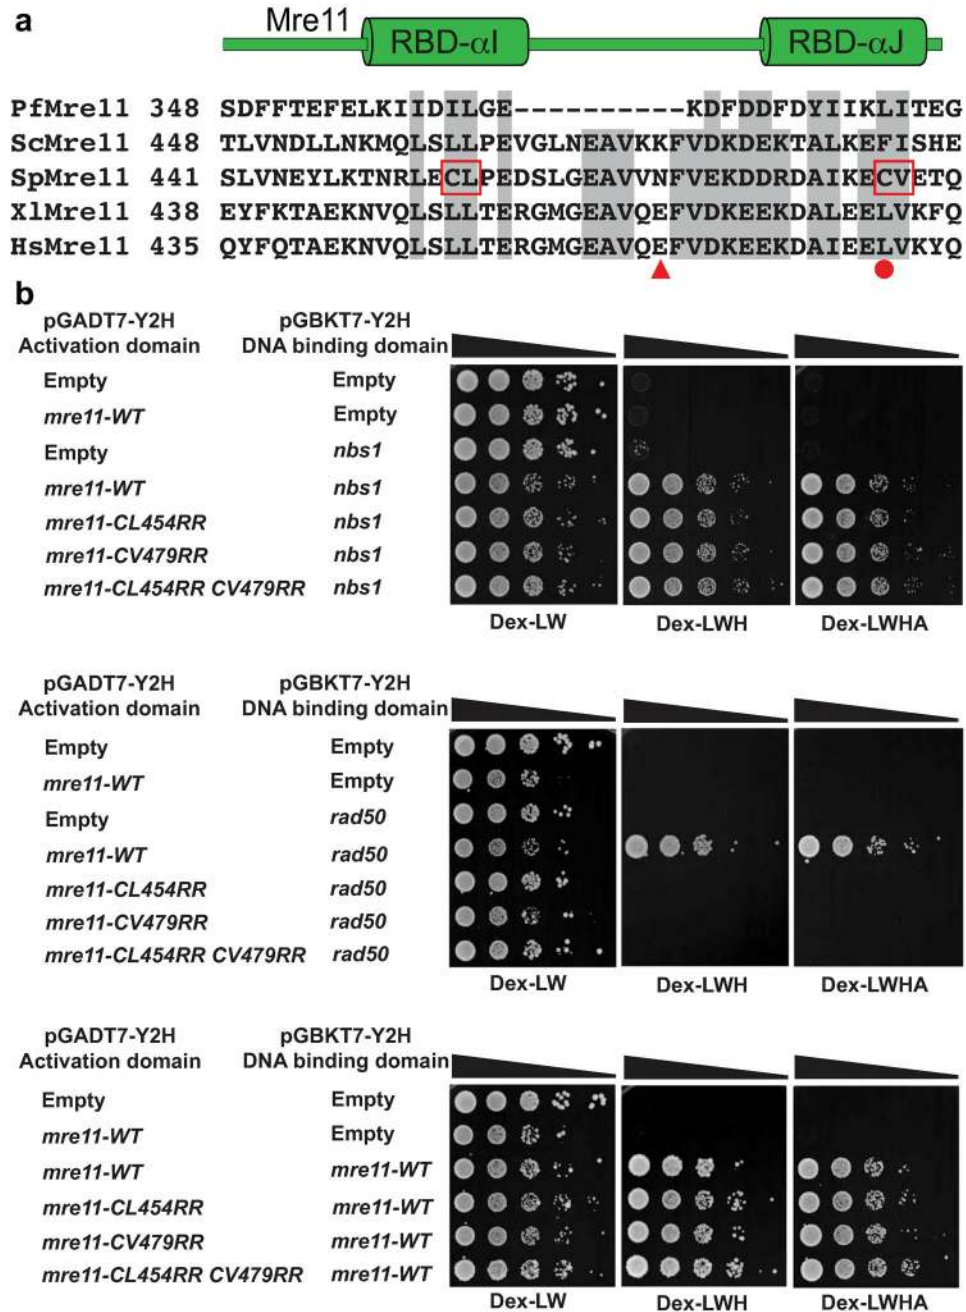 a
Mre11
RBD-αI
RBD-αJ
PfMre11 348 SDFFTEFELKIIDILGE----------KDFDDFDYIIKLITEG
ScMre11 448 TLVNDLLNKMQLSLLPEVGLNEAVKKFVDKDEKTALKEFISHE
SpMre11 441 SLVNEYLKTNRLECLPEDSLGEAVVNFVEKDDRDAIKECVETQ
XlMre11 438 EYFKTAEKNVQLSLLTERGMGEAVQEFVDKEEKDALEELVKFQ
HsMre11 435 QYFQTAEKNVQLSLLTERGMGEAVQEFVDKEEKDAIEELVKYQ
b
pGADT7-Y2H pGBKT7-Y2H
Activation domain DNA binding domain
Empty Empty
mre11-WT Empty
Empty nbs1
mre11-WT nbs1
mre11-CL454RR nbs1
mre11-CV479RR nbs1
mre11-CL454RR CV479RR nbs1
Dex-LW Dex-LWH Dex-LWHA
pGADT7-Y2H pGBKT7-Y2H
Activation domain DNA binding domain
Empty Empty
mre11-WT Empty
Empty rad50
mre11-WT rad50
mre11-CL454RR rad50
mre11-CV479RR rad50
mre11-CL454RR CV479RR rad50
Dex-LW Dex-LWH Dex-LWHA
pGADT7-Y2H pGBKT7-Y2H
Activation domain DNA binding domain
Empty Empty
mre11-WT Empty
mre11-WT mre11-WT
mre11-CL454RR mre11-WT
mre11-CV479RR mre11-WT
mre11-CL454RR CV479RR mre11-WT
Dex-LW Dex-LWH Dex-LWHA